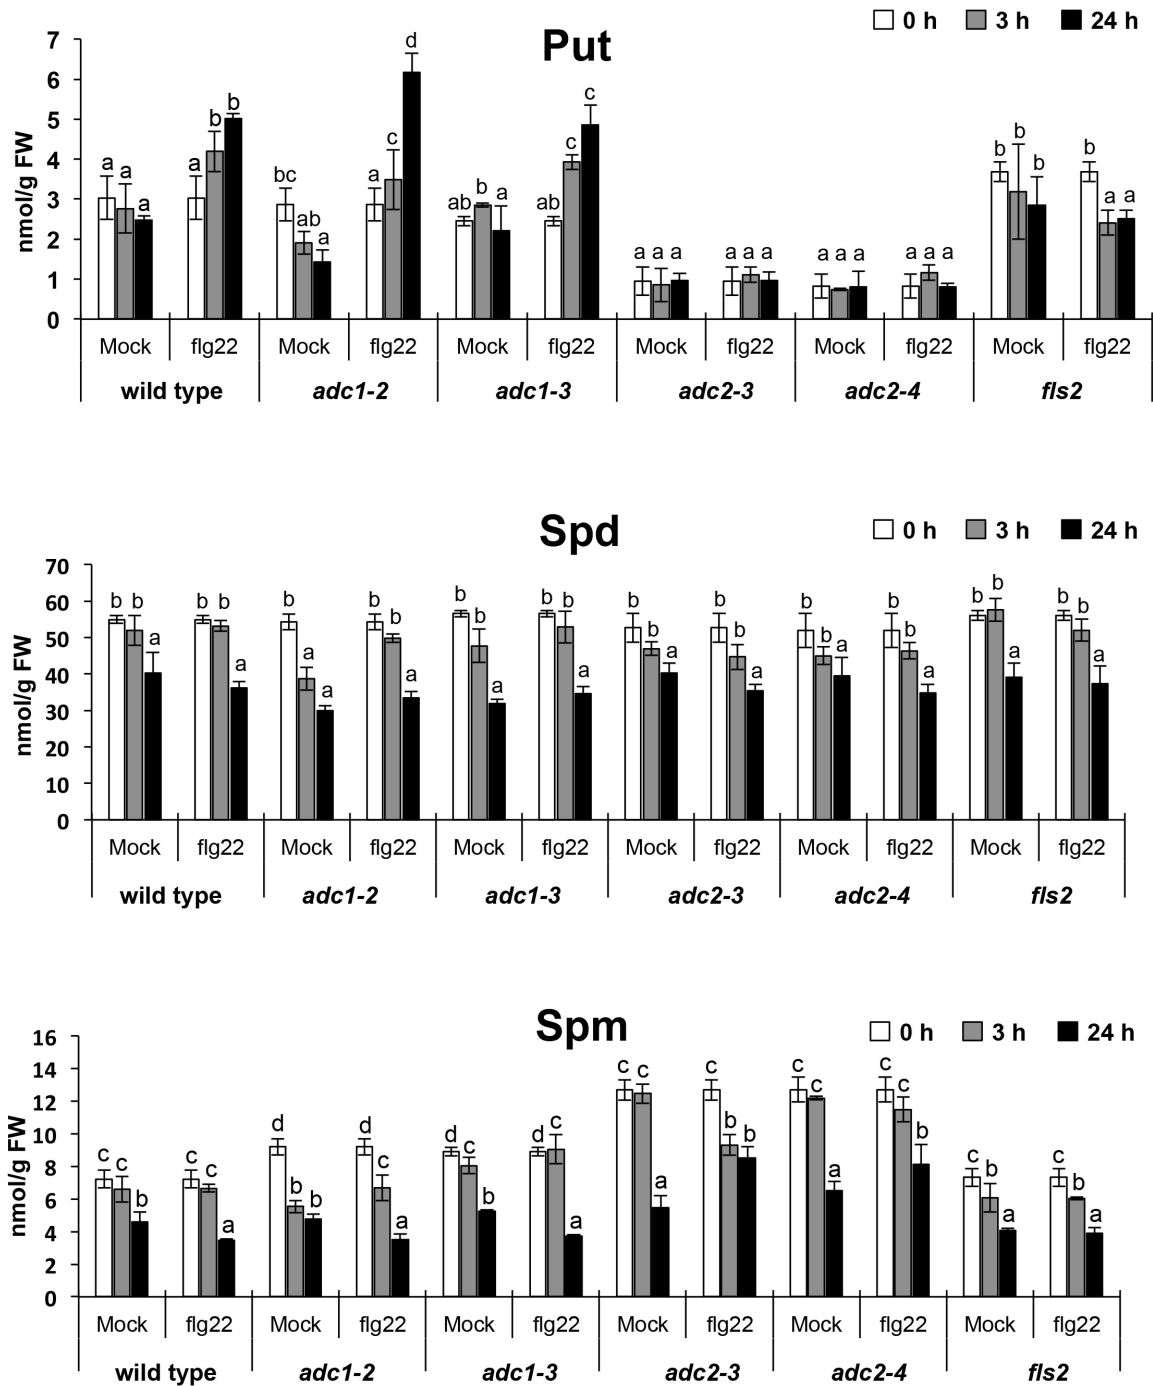 0 h 3 h 24 h
Put
nmol/g FW
7
6
5
4
3
2
1
0
a a a a b b bc ab a a c d ab b a ab c c a a a a a a a a a a a a b b b b a a
Mock flg22 Mock flg22 Mock flg22 Mock flg22 Mock flg22 Mock flg22
wild type adc1-2 adc1-3 adc2-3 adc2-4 fls2
Spd
0 h 3 h 24 h
nmol/g FW
70
60
50
40
30
20
10
0
b b a b b a b a a b b a b b a b b a b b a b b a b b a b b a b b a b b a
Mock flg22 Mock flg22 Mock flg22 Mock flg22 Mock flg22 Mock flg22
wild type adc1-2 adc1-3 adc2-3 adc2-4 fls2
Spm
0 h 3 h 24 h
nmol/g FW
16
14
12
10
8
6
4
2
0
c c b c c a d b b d c a d c b d c a c c a c b b c c a c c b c b a c b a
Mock flg22 Mock flg22 Mock flg22 Mock flg22 Mock flg22 Mock flg22
wild type adc1-2 adc1-3 adc2-3 adc2-4 fls2